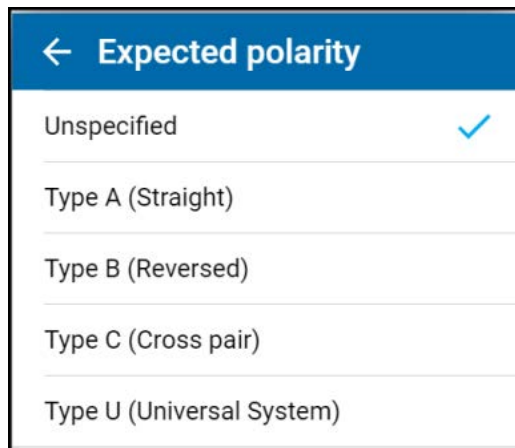 Expected polarity
Unspecified
Type A (Straight)
Type B (Reversed)
Type C (Cross pair)
Type U (Universal System)